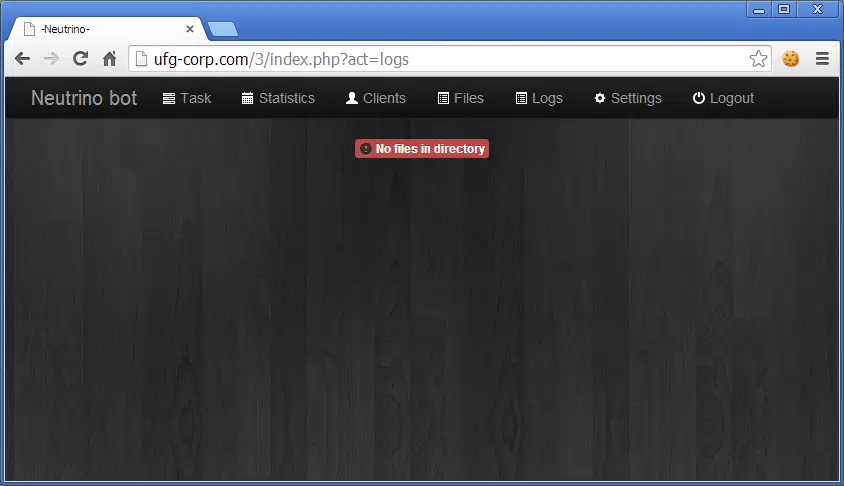 -Neutrino-
ufg-corp.com/3/index.php?act=logs
Neutrino bot Task Statistics Clients Files Logs Settings Logout
No files in directory